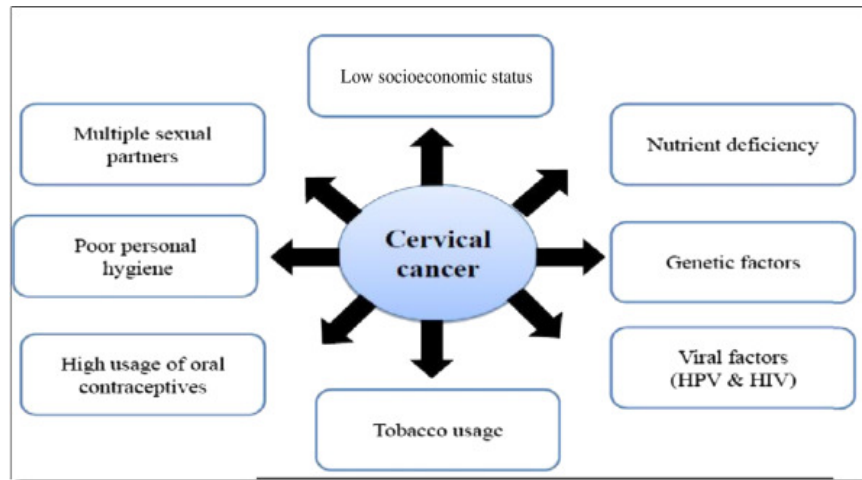 Low socioeconomic status
Multiple sexual
partners
Nutrient deficiency
Poor personal
hygiene
Cervical
cancer
Genetic factors
High usage of oral
contraceptives
Viral factors
(HPV & HIV)
Tobacco usage